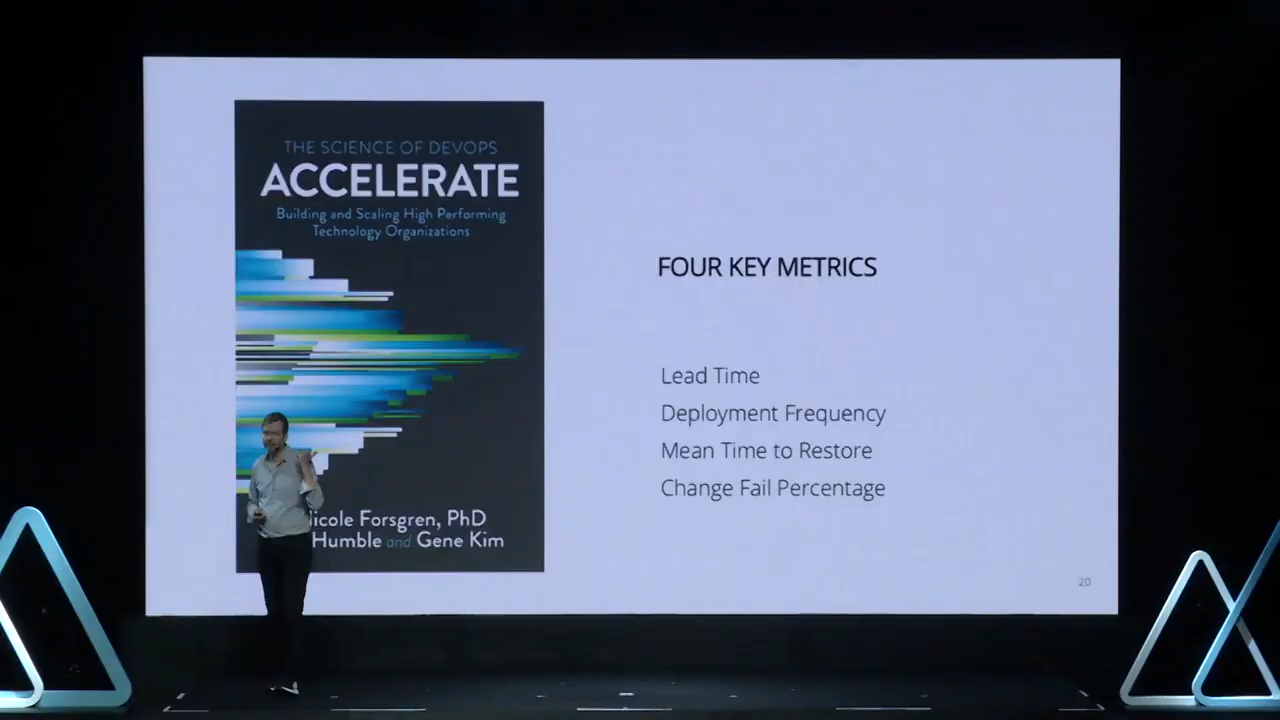 THE SCIENCE OF DEVOPS
ACCELERATE
Building and Scaling High Performing
Technology Organizations
Forsgren, PhD
Humble and Gene Kim
FOUR KEY METRICS
Lead Time
Deployment Frequency
Mean Time to Restore
Change Fail Percentage
20